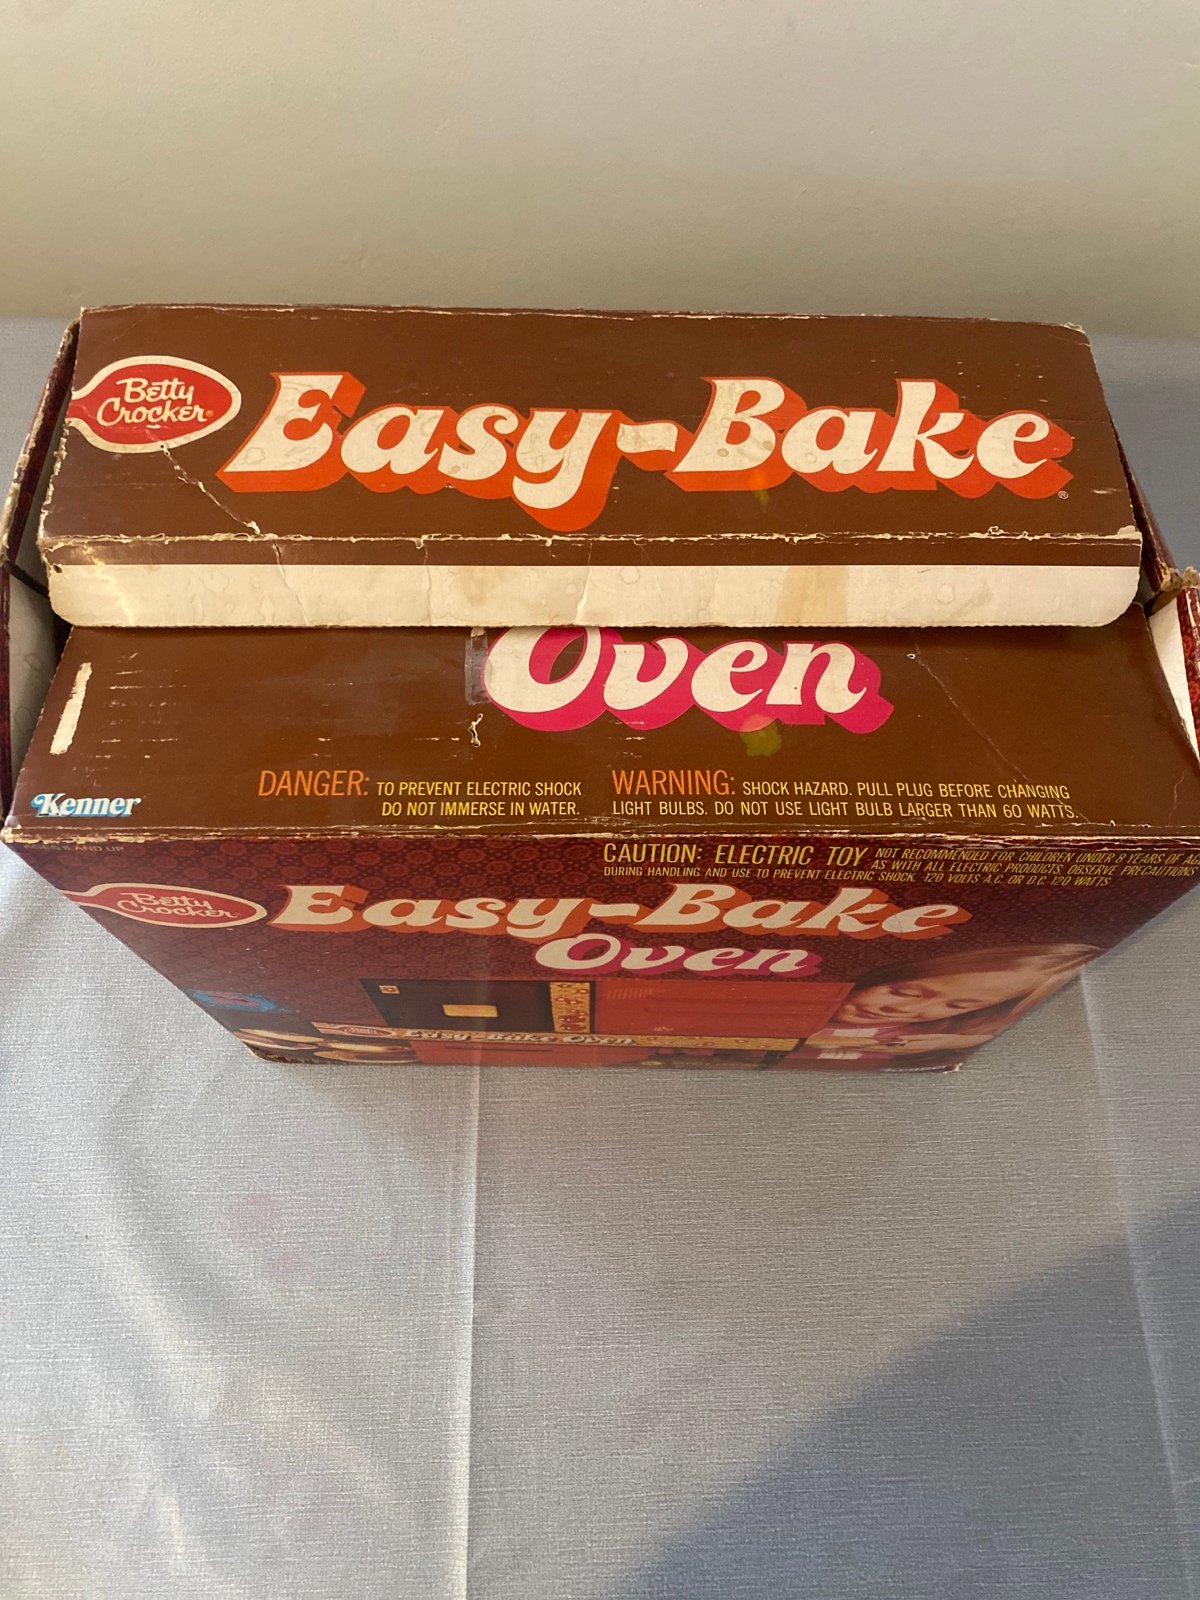 Betty
Crocker®
Easy-Bake®
Oven
DANGER: TO PREVENT ELECTRIC SHOCK
DO NOT IMMERSE IN WATER.
WARNING: SHOCK HAZARD. PULL PLUG BEFORE CHANGING
LIGHT BULBS. DO NOT USE LIGHT BULB LARGER THAN 60 WATTS.
Kenner
8 AND UP
CAUTION: ELECTRIC TOY NOT RECOMMENDED FOR CHILDREN UNDER 8 YEARS OF
AS WITH ALL ELECTRIC PRODUCTS, OBSERVE PRECAUTIONS
DURING HANDLING AND USE TO PREVENT ELECTRIC SHOCK. 120 VOLTS A.C. OR D.C. 120 WATTS
Betty
Crocker
Easy-Bake
Oven
Easy-Bake Oven